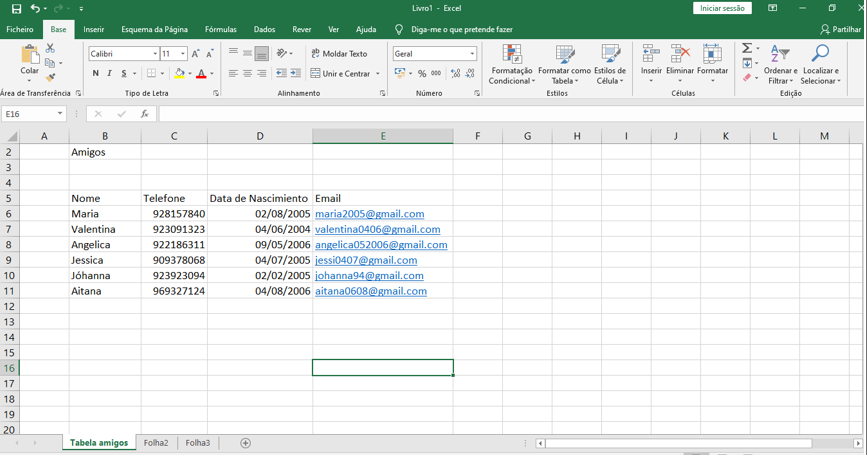 Livro1 - Excel
Iniciar sessão
Ficheiro Base Inserir Esquema da Página Fórmulas Dados Rever Ver Ajuda Diga-me o que pretende fazer Partilhar
Colar
Calibri 11
N I S
Moldar Texto
Unir e Centrar
Geral
% 000
Formatação Condicional
Formatar como Tabela
Estilos de Célula
Inserir Eliminar Formatar
Ordenar e Filtrar
Localizar e Selecionar
Área de Transferência Tipo de Letra Alinhamento Número Estilos Células Edição
E16 fx
A B C D E F G H I J K L M
2 Amigos
3
4
5 Nome Telefone Data de Nascimiento Email
6 Maria 928157840 02/08/2005 maria2005@gmail.com
7 Valentina 923091323 04/06/2004 valentina0406@gmail.com
8 Angelica 922186311 09/05/2006 angelica052006@gmail.com
9 Jessica 909378068 04/07/2005 jessi0407@gmail.com
10 Jóhanna 923923094 02/02/2005 johanna94@gmail.com
11 Aitana 969327124 04/08/2006 aitana0608@gmail.com
12
13
14
15
16
17
18
19
20
Tabela amigos Folha2 Folha3